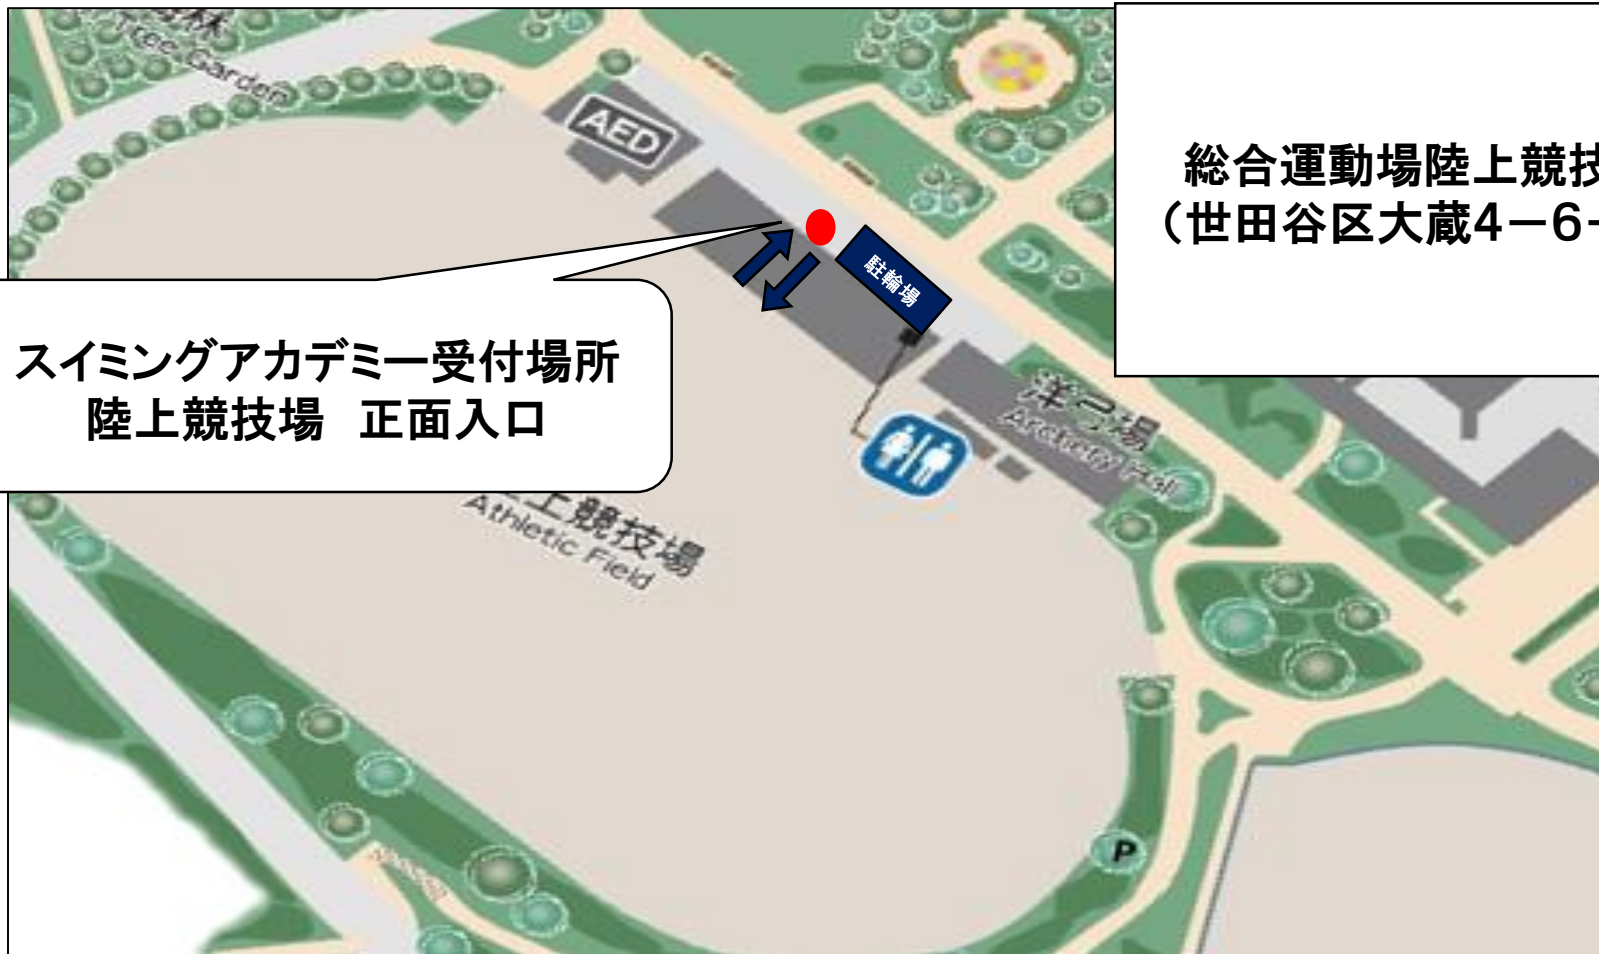 Tree Garden
AED
総合運動場陸上競技
（世田谷区大蔵4－6－
駐輪場
スイミングアカデミー受付場所
陸上競技場　正面入口
洋弓場
Archery Hall
上競技場
Athletic Field
P